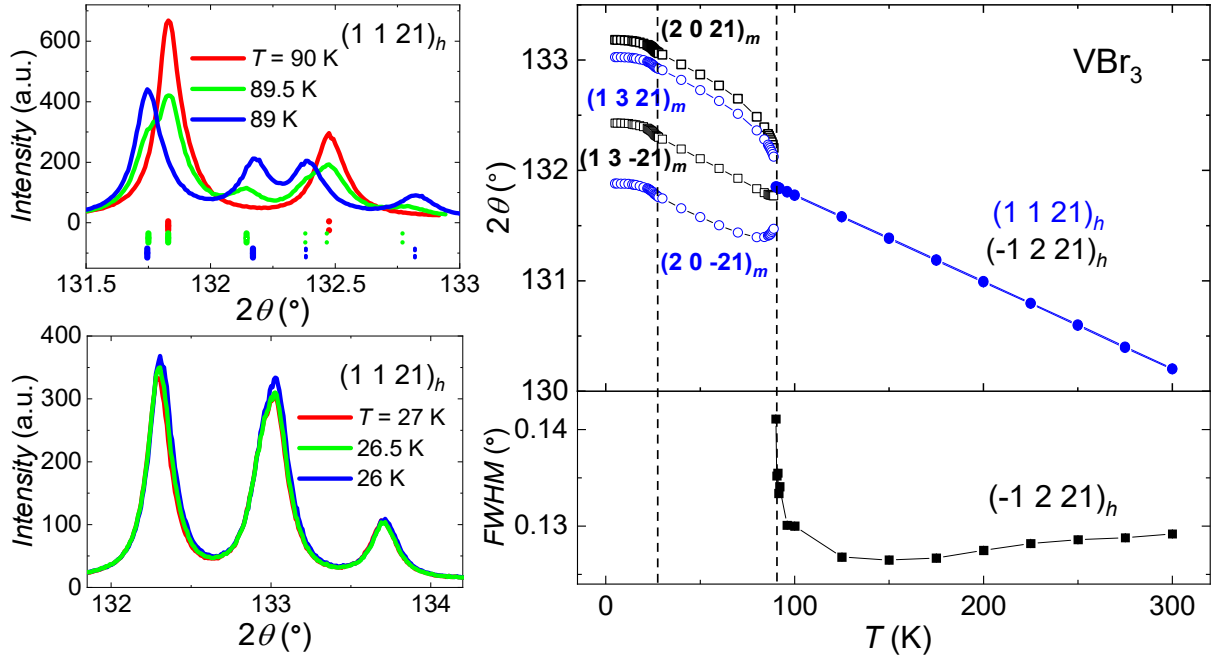 (1 1 21)h
T = 90 K
89.5 K
89 K
600
400
200
0
Intensity (a.u.)
131.5
132
132.5
133
2θ (°)
(1 1 21)h
T = 27 K
26.5 K
26 K
400
300
200
100
0
Intensity (a.u.)
132
133
134
2θ (°)
(2 0 21)m
VBr3
(1 3 21)m
(1 3 -21)m
(2 0 -21)m
(1 1 21)h
(-1 2 21)h
133
132
131
130
2θ (°)
0.14
0.13
FWHM (°)
(-1 2 21)h
0
100
200
300
T (K)